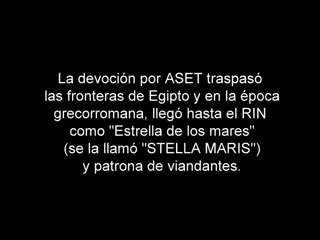 La devoción por ASET traspasó
las fronteras de Egipto y en la época
grecorromana, llegó hasta el RIN
como "Estrella de los mares"
(se la llamó "STELLA MARIS")
y patrona de viandantes.